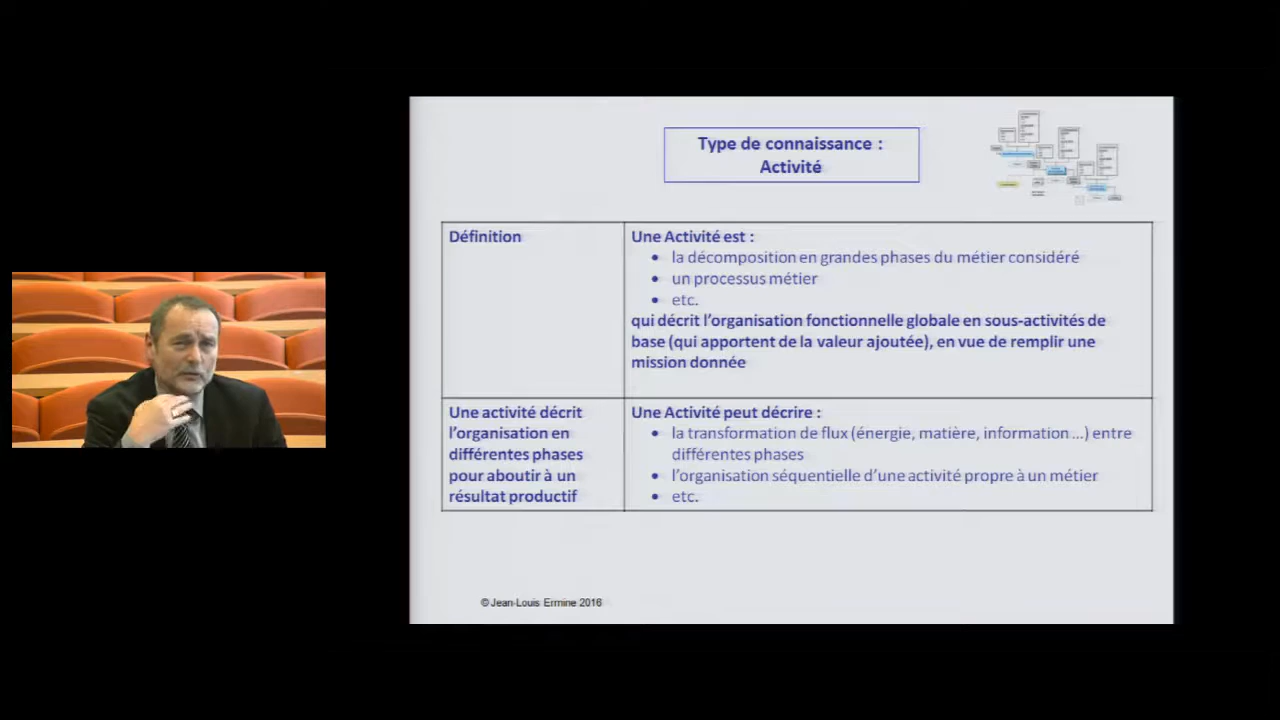 Type de connaissance :
Activité
Définition
Une Activité est :
• la décomposition en grandes phases du métier considéré
• un processus métier
• etc.
qui décrit l'organisation fonctionnelle globale en sous-activités de
base (qui apportent de la valeur ajoutée), en vue de remplir une
mission donnée
Une activité décrit
l'organisation en
différentes phases
pour aboutir à un
résultat productif
Une Activité peut décrire :
• la transformation de flux (énergie, matière, information ...) entre
différentes phases
• l'organisation séquentielle d'une activité propre à un métier
• etc.
© Jean-Louis Ermine 2016